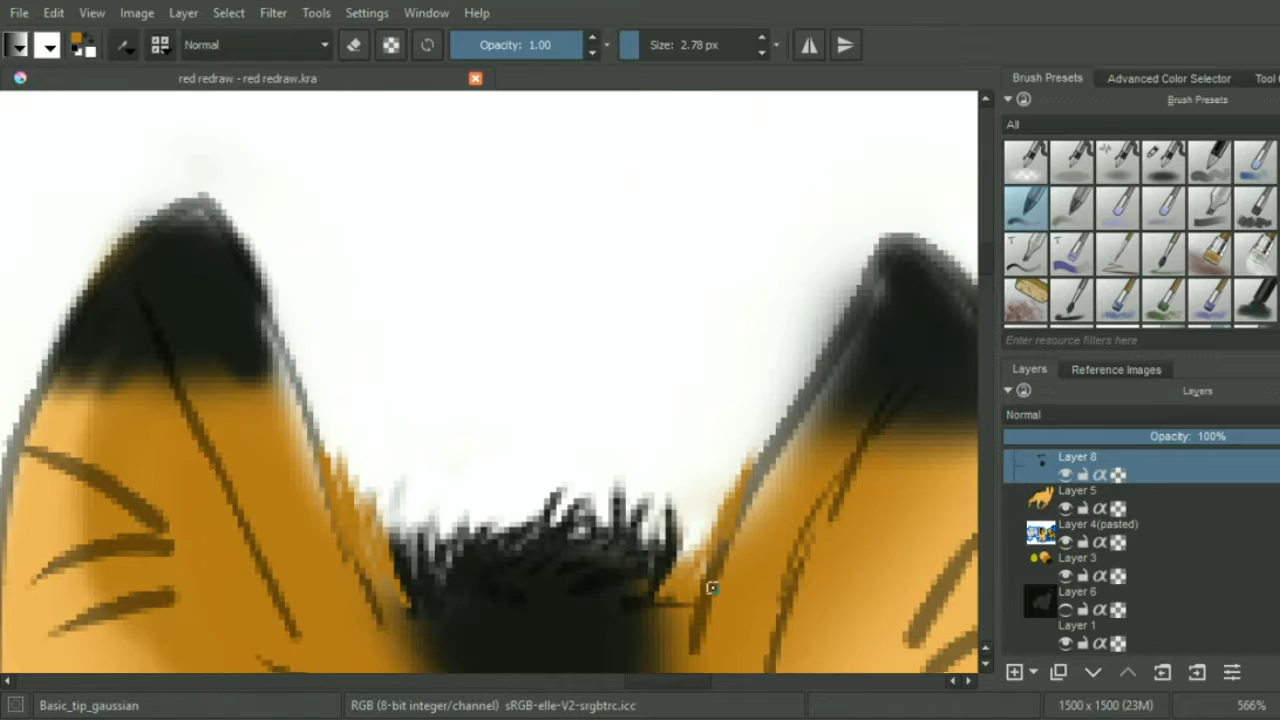 File Edit View Image Layer Select Filter Tools Settings Window Help
Normal Opacity: 1.00 Size: 2.78 px
red redraw - red redraw.kra
Brush Presets Advanced Color Selector Tool
Brush Presets
All
Enter resource filters here
Layers Reference Images
Layers
Normal
Opacity: 100%
Layer 8
Layer 5
Layer 4(pasted)
Layer 3
Layer 6
Layer 1
Basic_tip_gaussian RGB (8-bit integer/channel) sRGB-elle-V2-srgbtrc.icc 1500 x 1500 (23M) 566%